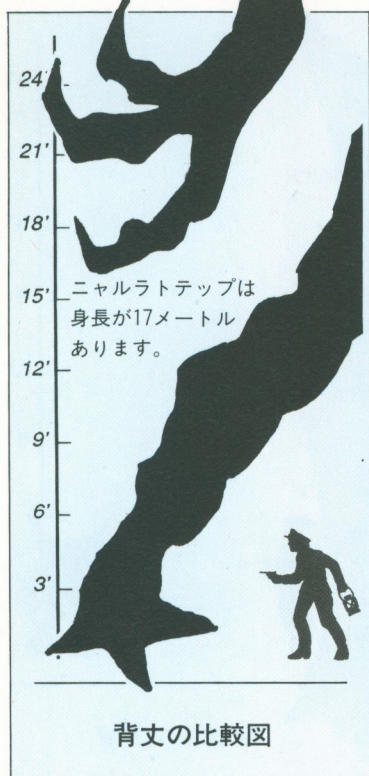 24'
21'
18'
ニャルラトテップは
身長が17メートル
あります。
15'
12'
9'
6'
3'
背丈の比較図